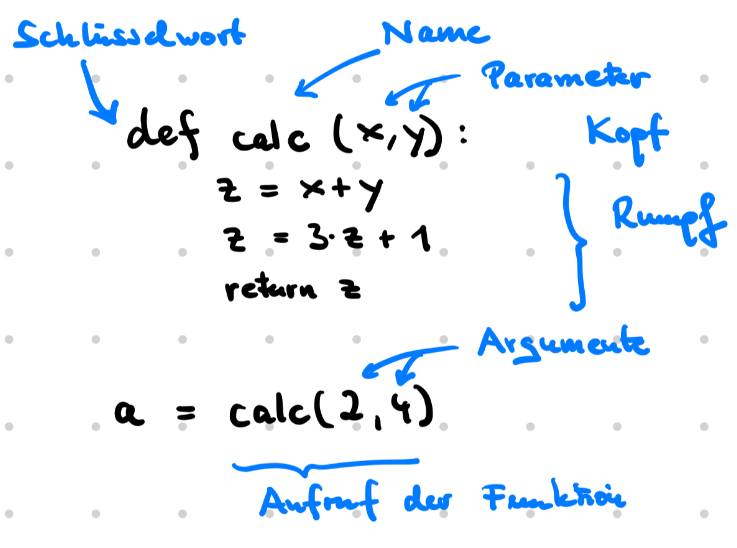 Schlüsselwort Name
Parameter
def calc (x,y): Kopf
z = x+y
z = 3·z + 1 Rumpf
return z
Argumente
a = calc(2,4)
Aufruf der Funktion